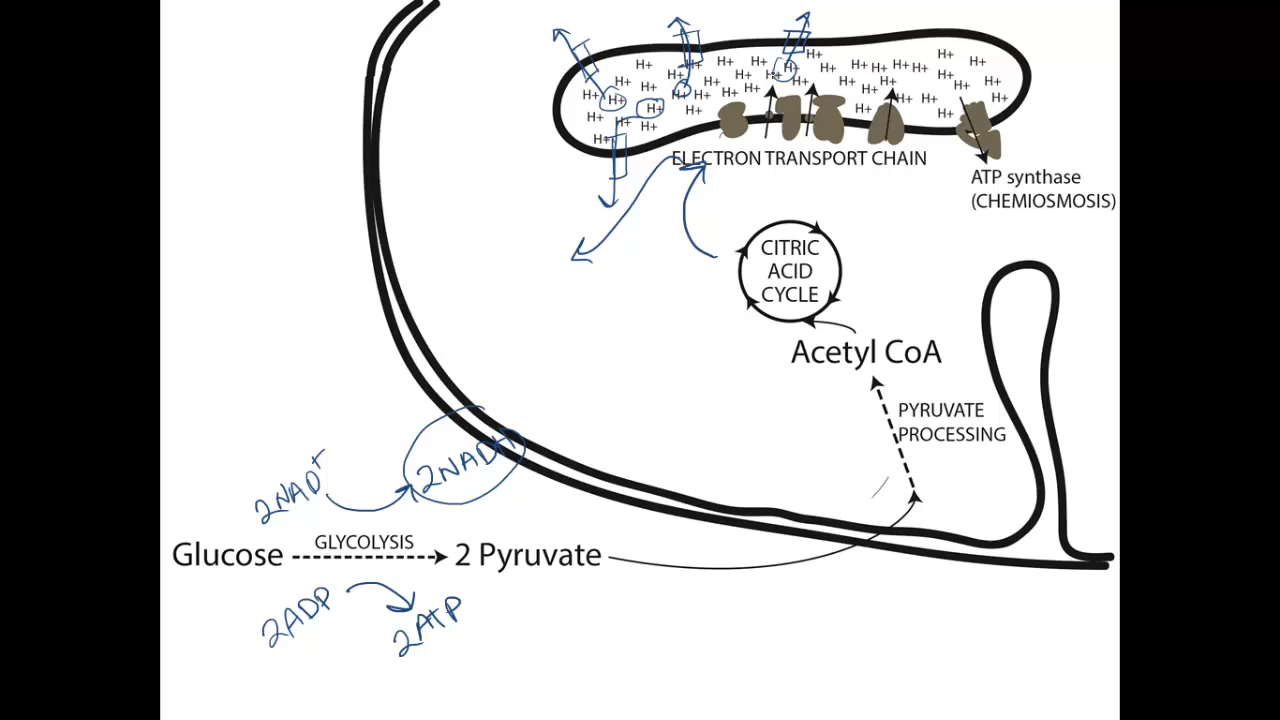 H+ H+ H+ H+ H+ H+ H+ H+ H+ H+ H+ H+ H+
H+ H+ H+ H+ H+ H+ H+ H+ H+ H+ H+ H+
H+ H+ H+ H+ H+ H+ H+ H+ H+ H+
H+ H+ H+ H+ H+ H+
H+ H+ H+
ELECTRON TRANSPORT CHAIN
ATP synthase
(CHEMIOSMOSIS)
CITRIC
ACID
CYCLE
Acetyl CoA
PYRUVATE
PROCESSING
2NAD+
2NADH
Glucose
GLYCOLYSIS
2 Pyruvate
2ADP
2ATP